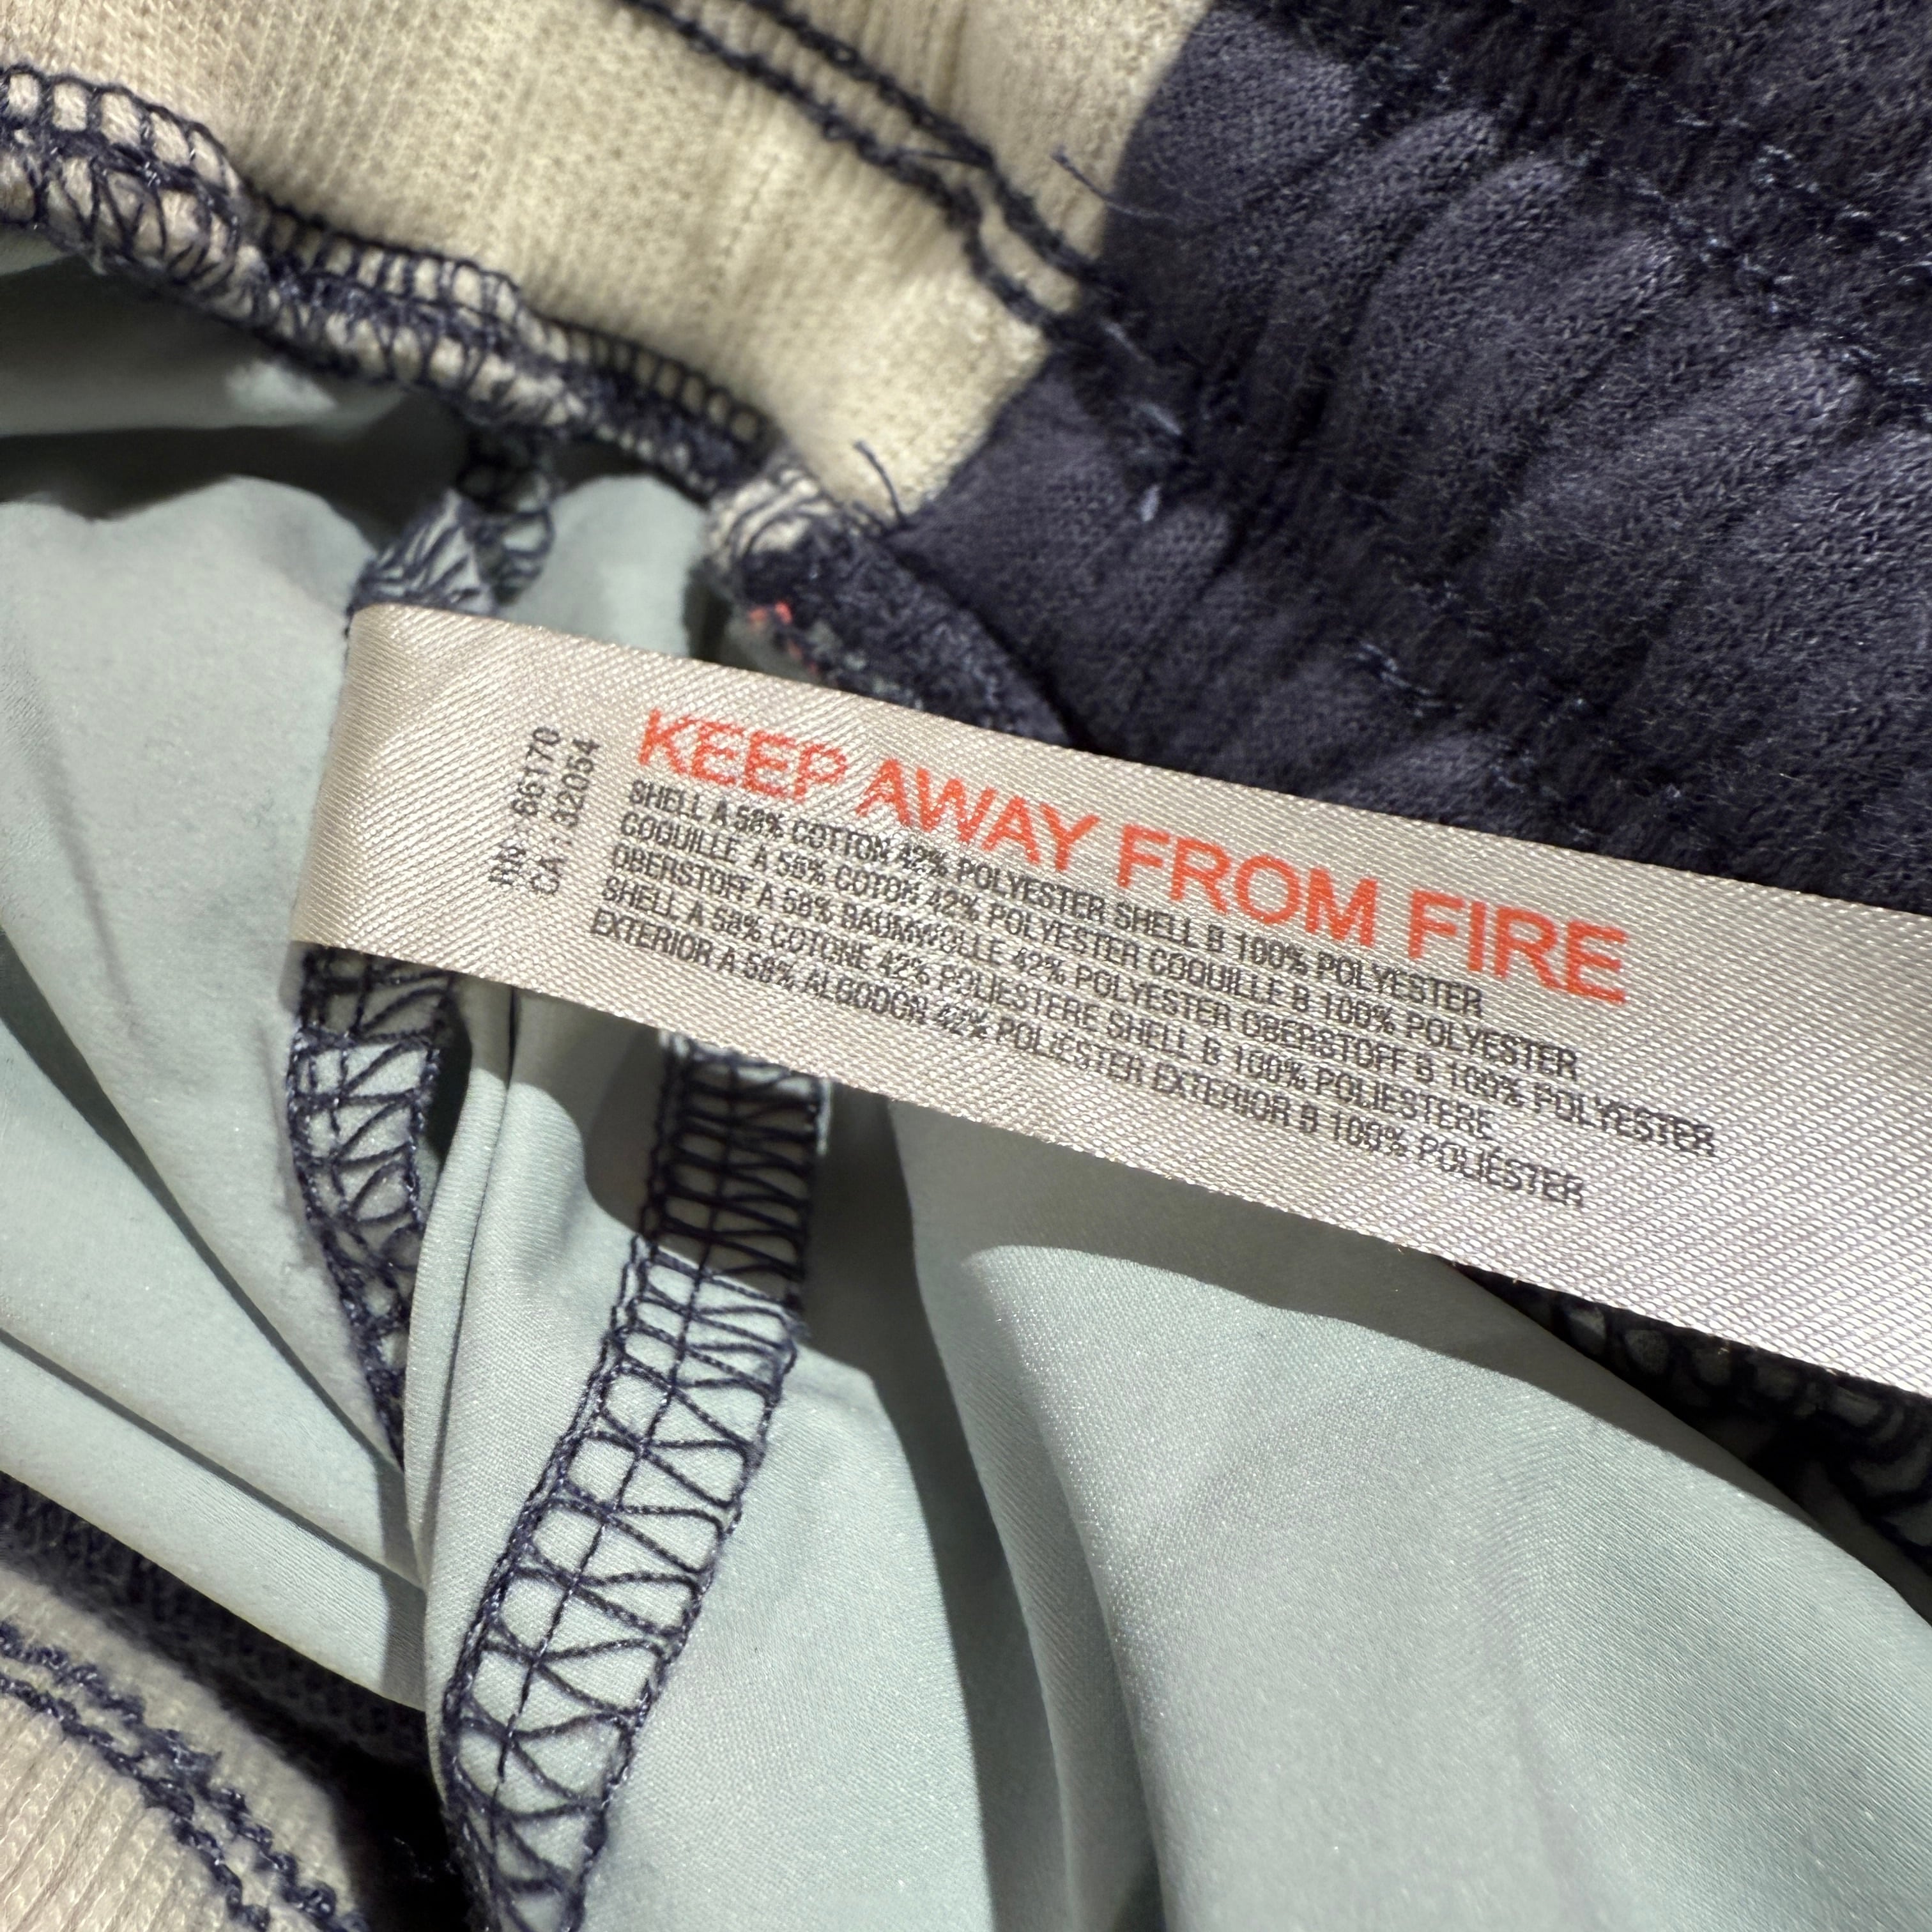 RN : 66170
CA : 32054
KEEP AWAY FROM FIRE
SHELL A 58% COTTON 42% POLYESTER SHELL B 100% POLYESTER
COQUILLE A 58% COTON 42% POLYESTER COQUILLE B 100% POLYESTER
OBERSTOFF A 58% BAUMWOLLE 42% POLYESTER OBERSTOFF B 100% POLYESTER
SHELL A 58% COTONE 42% POLIESTERE SHELL B 100% POLIESTERE,
EXTERIOR A 58% ALGODON 42% POLIÉSTER EXTERIOR B 100% POLIÉSTER